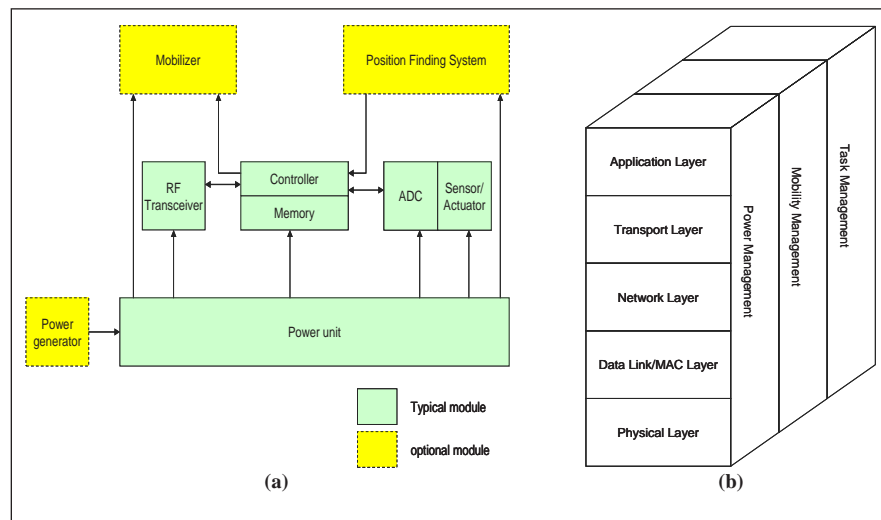 Mobilizer
Position Finding System
RF
Transceiver
Controller
Memory
ADC
Sensor/
Actuator
Power
generator
Power unit
Typical module
optional module
(a)
Application Layer
Transport Layer
Network Layer
Data Link/MAC Layer
Physical Layer
Power Management
Mobility Management
Task Management
(b)